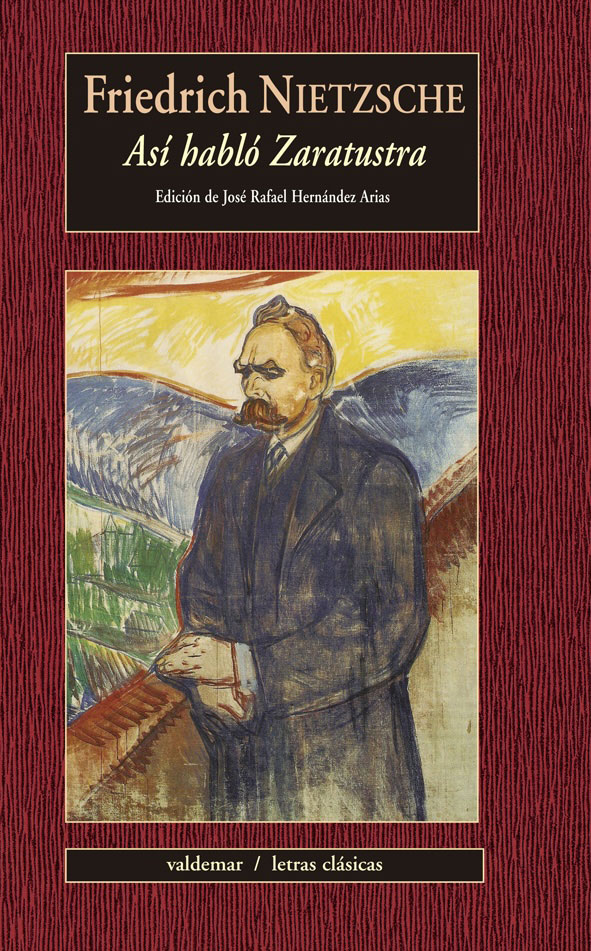 Friedrich NIETZSCHE
Así habló Zaratustra
Edición de José Rafael Hernández Arias
valdemar / letras clásicas